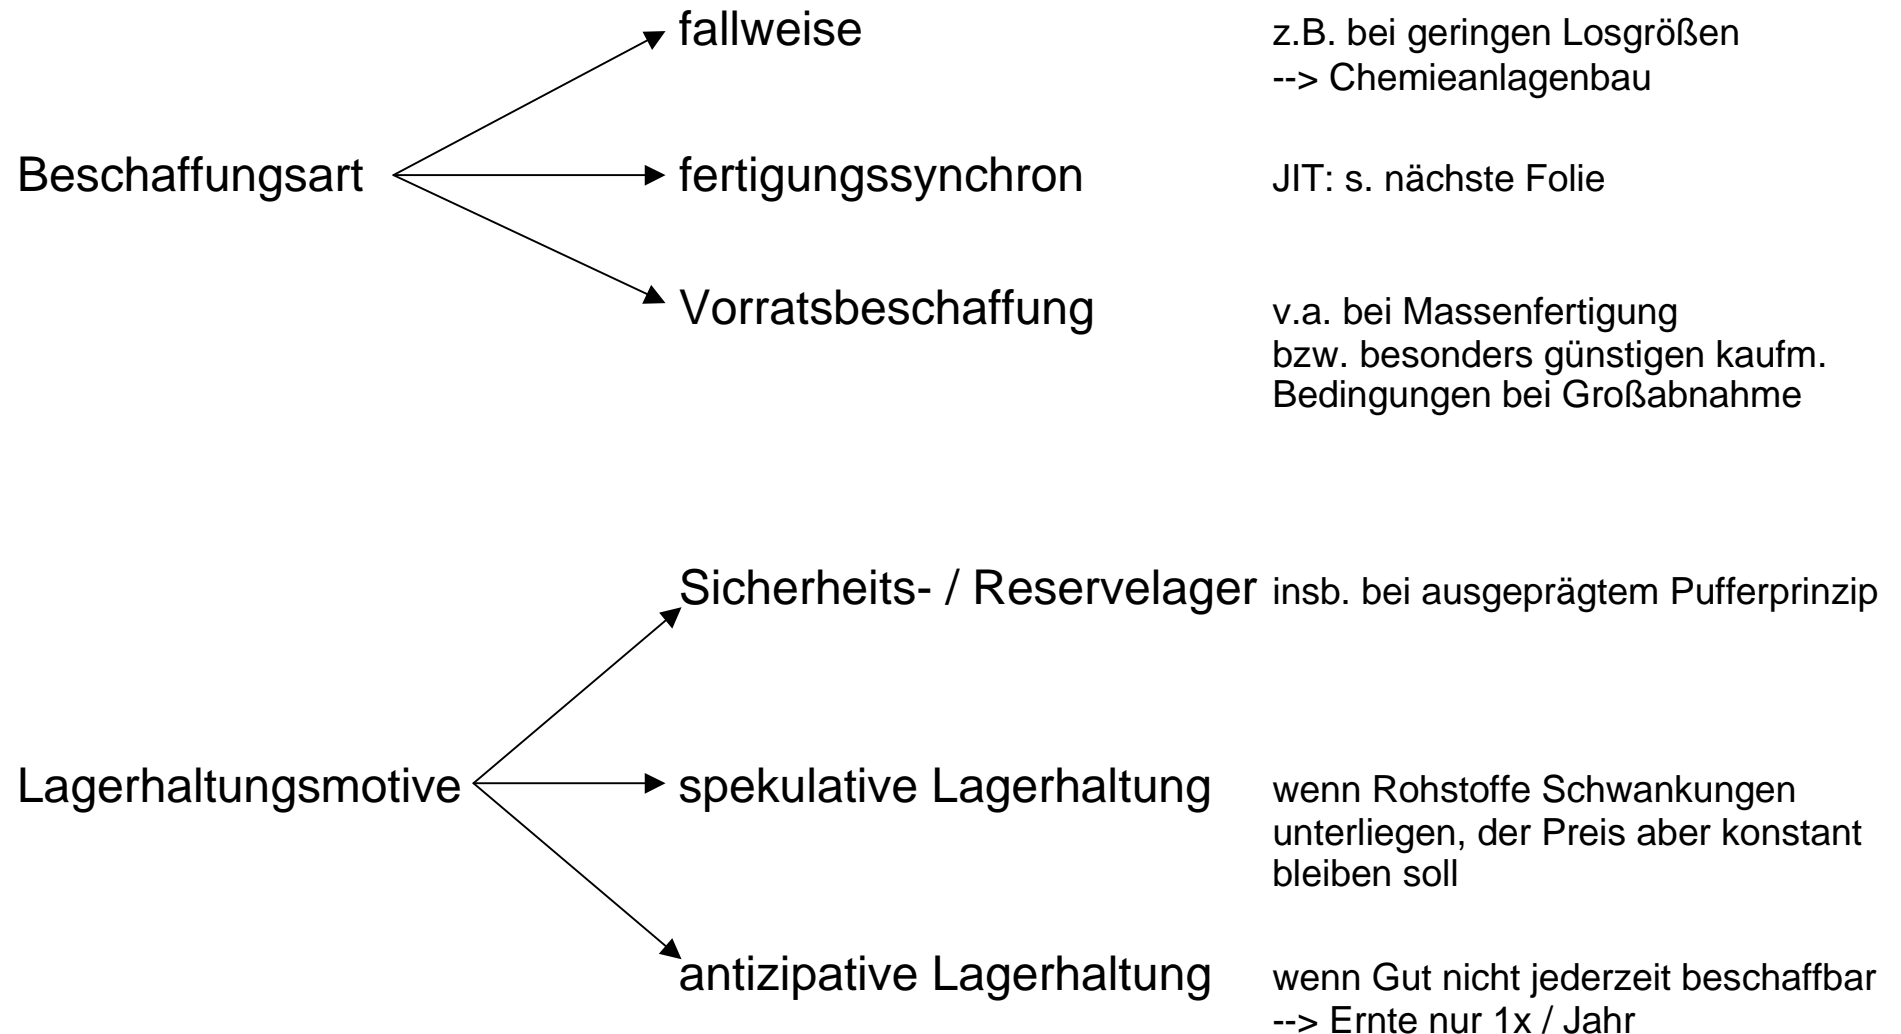 fallweise
z.B. bei geringen Losgrößen
--> Chemieanlagenbau
Beschaffungsart
fertigungssynchron
JIT: s. nächste Folie
Vorratsbeschaffung
v.a. bei Massenfertigung
bzw. besonders günstigen kaufm.
Bedingungen bei Großabnahme
Sicherheits- / Reservelager
insb. bei ausgeprägtem Pufferprinzip
Lagerhaltungsmotive
spekulative Lagerhaltung
wenn Rohstoffe Schwankungen
unterliegen, der Preis aber konstant
bleiben soll
antizipative Lagerhaltung
wenn Gut nicht jederzeit beschaffbar
--> Ernte nur 1x / Jahr